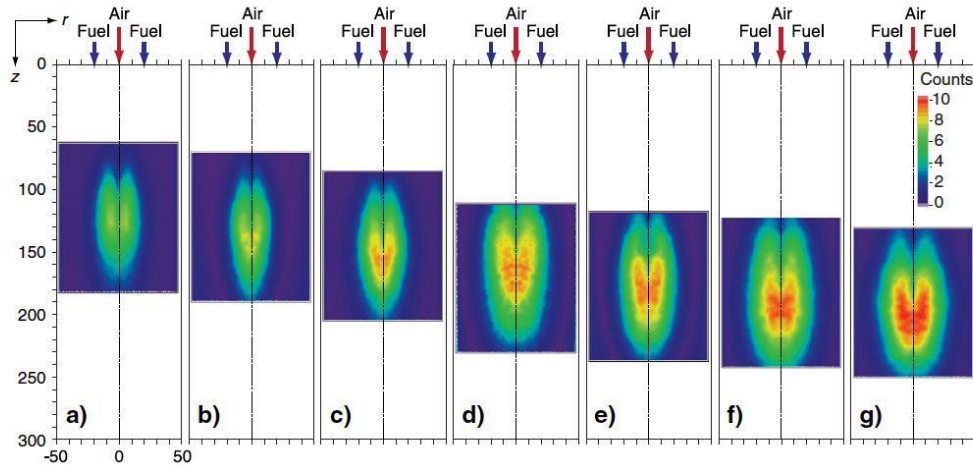 r
z
Air Air Air Air Air Air Air
Fuel Fuel Fuel Fuel Fuel Fuel Fuel Fuel Fuel Fuel Fuel Fuel Fuel Fuel
0
50
100
150
200
250
300
Counts
10
8
6
4
2
0
a) b) c) d) e) f) g)
-50 0 50